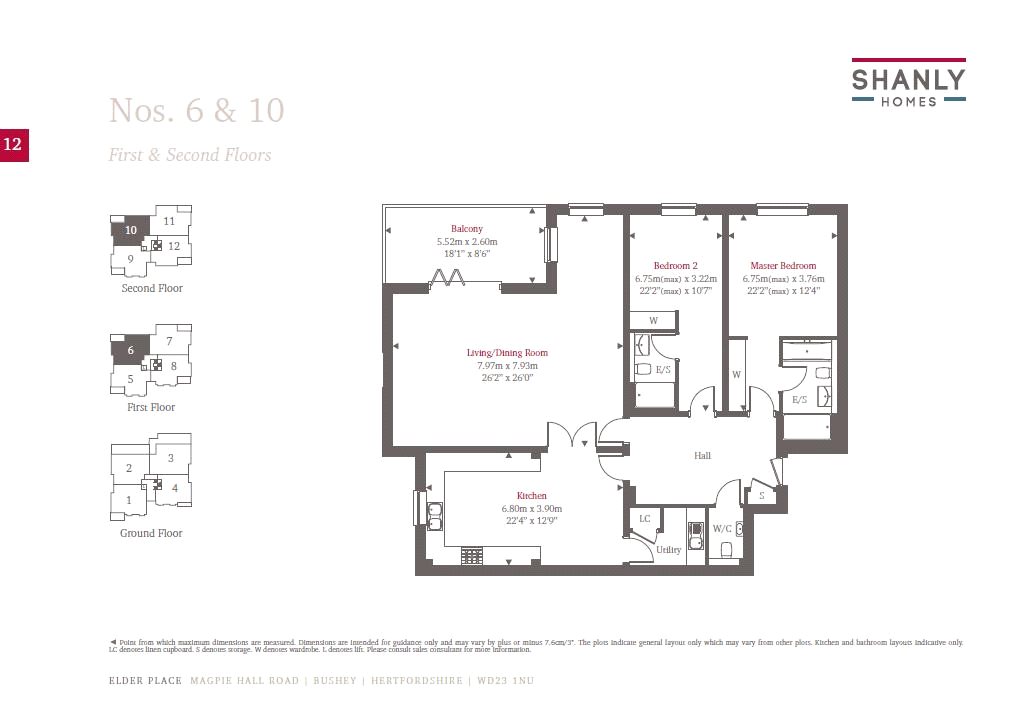 SHANLY
HOMES
Nos. 6 & 10
12
First & Second Floors
10
11
9
12
Second Floor
6
7
5
8
First Floor
2
3
1
4
Ground Floor
Balcony
5.52m x 2.60m
18'1" x 8'6"
Bedroom 2
6.75m(max) x 3.22m
22'2"(max) x 10'7"
Master Bedroom
6.75m(max) x 3.76m
22'2"(max) x 12'4"
W
Living/Dining Room
7.97m x 7.93m
26'2" x 26'0"
E/S
W
E/S
Hall
Kitchen
6.80m x 3.90m
22'4" x 12'9"
S
LC
W/C
Utility
◄ Point from which maximum dimensions are measured. Dimensions are intended for guidance only and may vary by plus or minus 7.6cm/3". The plots indicate general layout only which may vary from other plots. Kitchen and bathroom layouts indicative only.
LC denotes linen cupboard. S denotes storage. W denotes wardrobe. L denotes lift. Please consult sales consultant for more information.
ELDER PLACE MAGPIE HALL ROAD | BUSHEY | HERTFORDSHIRE | WD23 1NU